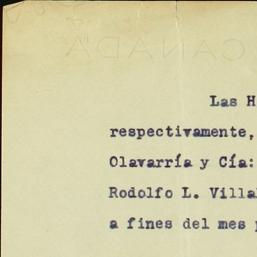 Las H
respectivamente,
Olavarría y Cía:
Rodolfo L. Villa
a fines del mes